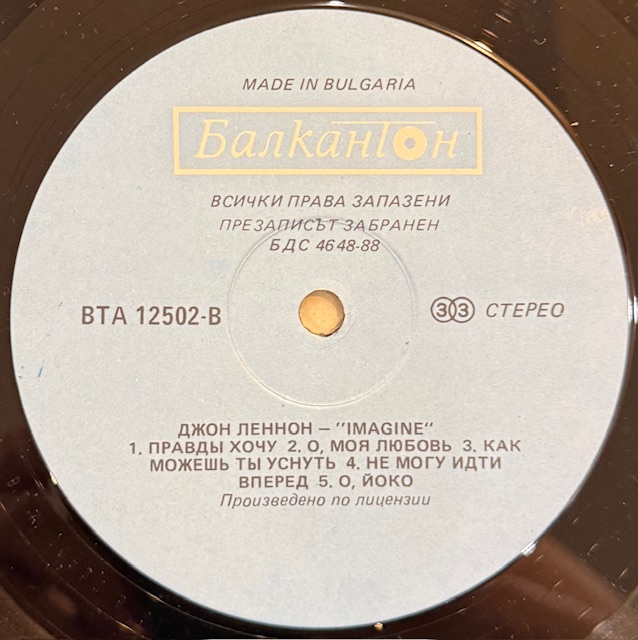 MADE IN BULGARIA
Балкантон
ВСИЧКИ ПРАВА ЗАПАЗЕНИ
ПРЕЗАПИСЪТ ЗАБРАНЕН
БДС 4648-88
ВТА 12502-В
33 СТЕРЕО
ДЖОН ЛЕННОН – "IMAGINE"
1. ПРАВДЫ ХОЧУ 2. О, МОЯ ЛЮБОВЬ 3. КАК
МОЖЕШЬ ТЫ УСНУТЬ 4. НЕ МОГУ ИДТИ
ВПЕРЕД 5. О, ЙОКО
Произведено по лицензии